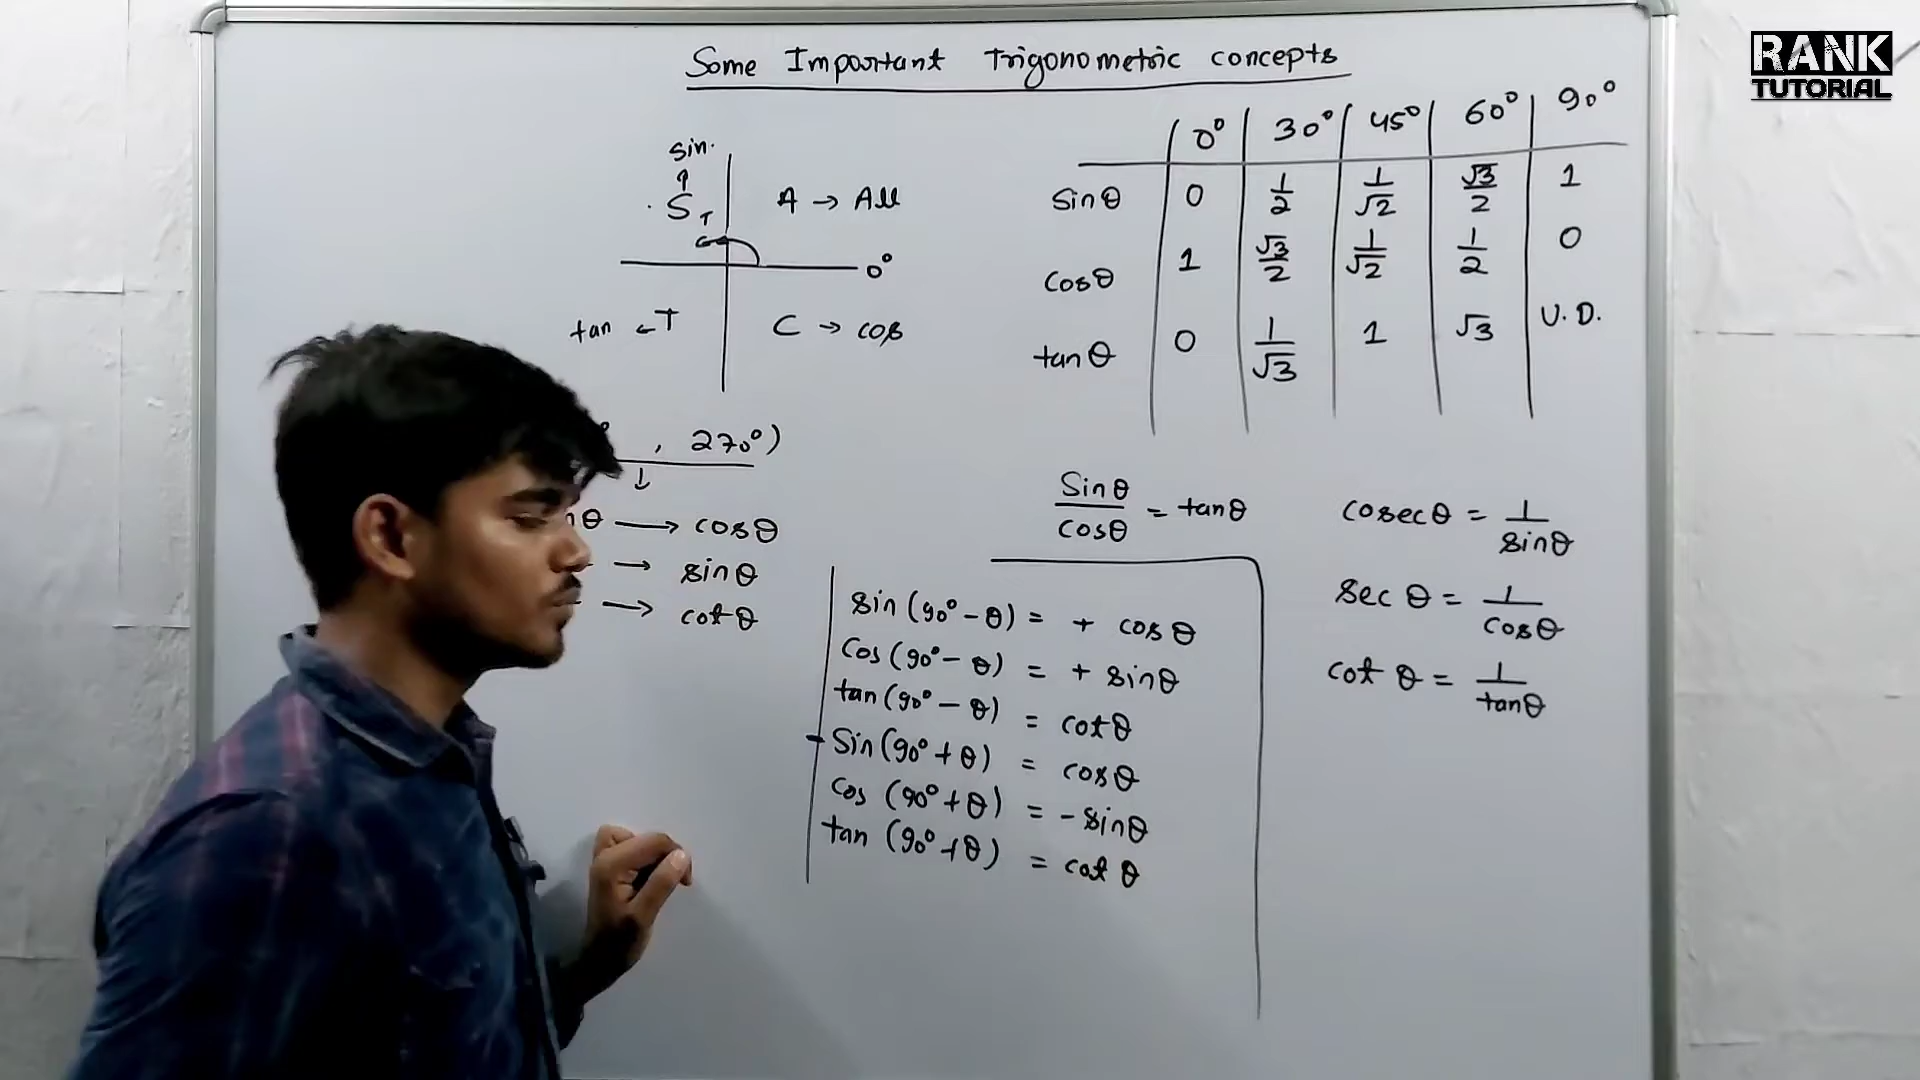 Some Important Trigonometric concepts
RANK
TUTORIAL
sin.
S T
A → All
0°
tan ← T
C → cos
, 270°)
↓
θ → cosθ
→ sinθ
→ cotθ
0° 30° 45° 60° 90°
Sinθ 0 1/2 1/√2 √3/2 1
cosθ 1 √3/2 1/√2 1/2 0
tanθ 0 1/√3 1 √3 U.D.
Sinθ/cosθ = tanθ
cosecθ = 1/sinθ
sec θ = 1/cosθ
cot θ = 1/tanθ
sin (90° - θ) = + cos θ
cos (90° - θ) = + sinθ
tan (90° - θ) = cotθ
- Sin (90° + θ) = cosθ
cos (90° + θ) = - sinθ
tan (90° + θ) = cot θ